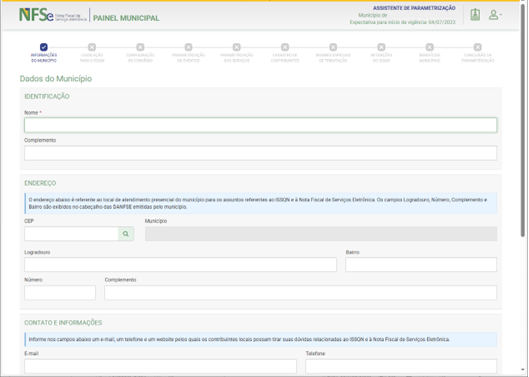 NFSe Nota Fiscal de Serviço eletrônica
PAINEL MUNICIPAL
ASSISTENTE DE PARAMETRIZAÇÃO
Município de
Expectativa para início de vigência: 09/07/2023
INFORMAÇÕES
DO MUNICÍPIO
Dados do Município
IDENTIFICAÇÃO
Nome *
Complemento
ENDEREÇO
O endereço abaixo é referente ao local de atendimento presencial do município para os assuntos referentes ao ISSQN e à Nota Fiscal de Serviços Eletrônica. Os campos Logradouro, Número, Complemento e
Bairro são exibidos no cabeçalho das DANFSE emitidas pelo município.
CEP
Município
Logradouro
Bairro
Número
Complemento
CONTATO E INFORMAÇÕES
Informe nos campos abaixo um e-mail, um telefone e um website pelos quais os contribuintes locais possam tirar suas dúvidas relacionadas ao ISSQN e à Nota Fiscal de Serviços Eletrônica.
E-mail
Telefone